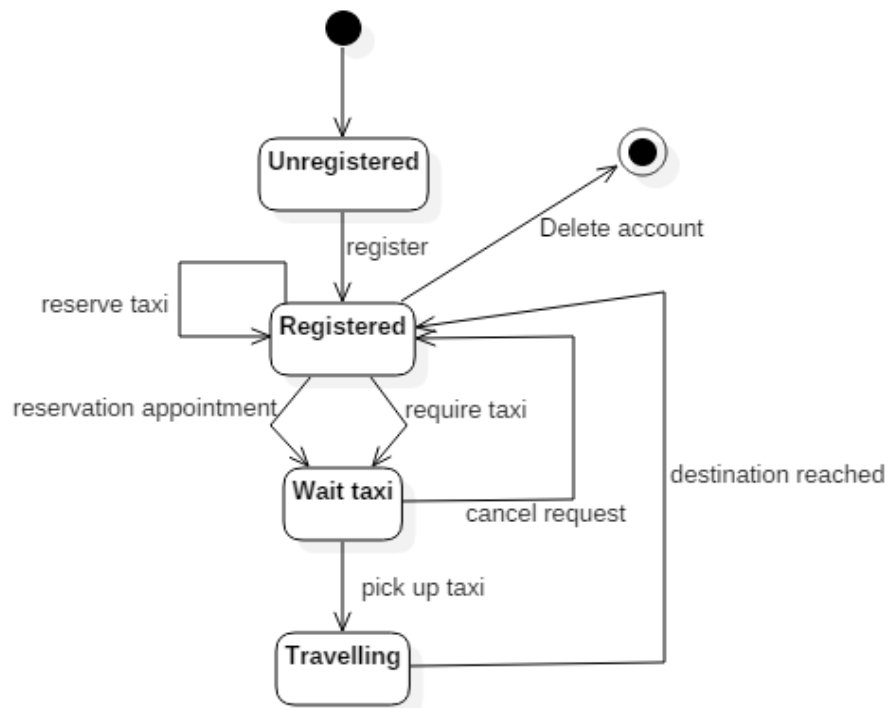 Unregistered
register
Delete account
reserve taxi
Registered
reservation appointment
require taxi
destination reached
Wait taxi
cancel request
pick up taxi
Travelling